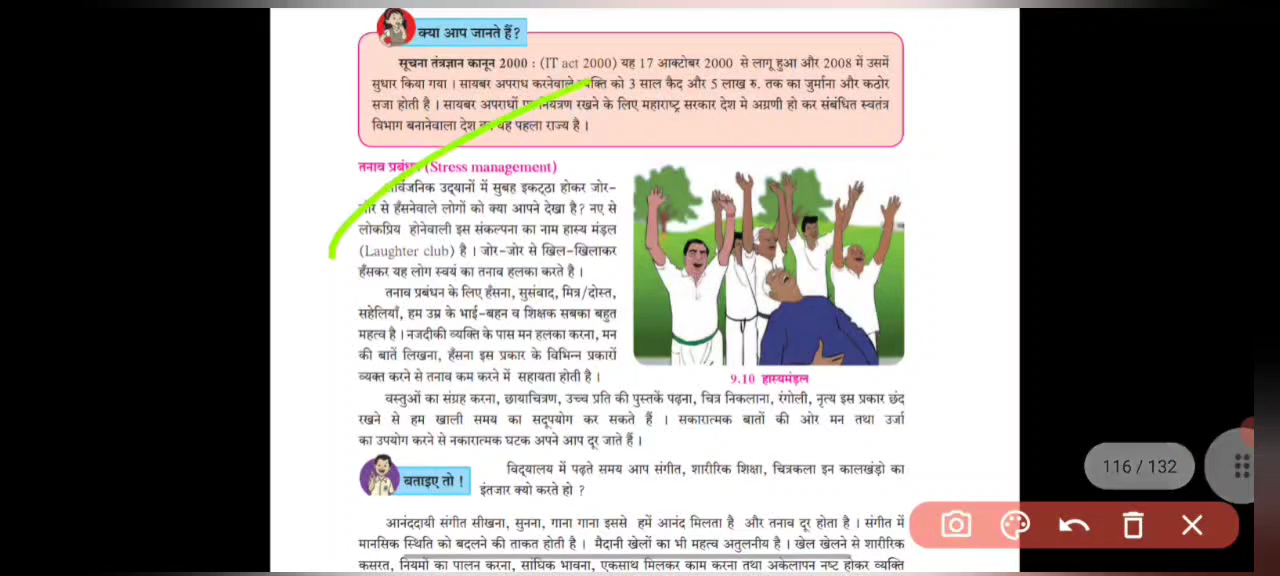 क्या आप जानते हैं?
सूचना तंत्रज्ञान कानून 2000 : (IT act 2000) यह 17 आक्टोबर 2000 से लागू हुआ और 2008 में उसमें
सुधार किया गया । सायबर अपराध करनेवाले व्यक्ति को 3 साल कैद और 5 लाख रु. तक का जुर्माना और कठोर
सजा होती है । सायबर अपराधों नियंत्रण रखने के लिए महाराष्ट्र सरकार देश मे अग्रणी हो कर संबंधित स्वतंत्र
विभाग बनानेवाला देश यह पहला राज्य है ।
तनाव प्रबंधन (Stress management)
सार्वजनिक उद्‌यानों में सुबह इकट्‌ठा होकर जोर-
जोर से हँसनेवाले लोगों को क्या आपने देखा है? नए से
लोकप्रिय होनेवाली इस संकल्पना का नाम हास्य मंड़ल
(Laughter club) है । जोर-जोर से खिल-खिलाकर
हँसकर यह लोग स्वयं का तनाव हलका करते है ।
तनाव प्रबंधन के लिए हँसना, सुसंवाद, मित्र/दोस्त,
सहेलियाँ, हम उम्र के भाई-बहन व शिक्षक सबका बहुत
महत्व है । नजदीकी व्यक्ति के पास मन हलका करना, मन
की बातें लिखना, हँसना इस प्रकार के विभिन्न प्रकारों
व्यक्त करने से तनाव कम करने में सहायता होती है ।
9.10 हास्यमंड़ल
वस्तुओं का संग्रह करना, छायाचित्रण, उच्च प्रति की पुस्तकें पढ़ना, चित्र निकलाना, रंगोली, नृत्य इस प्रकार छंद
रखने से हम खाली समय का सदूपयोग कर सकते हैं । सकारात्मक बातों की ओर मन तथा उर्जा
का उपयोग करने से नकारात्मक घटक अपने आप दूर जाते हैं ।
बताइए तो !
विद्‌यालय में पढ़ते समय आप संगीत, शारीरिक शिक्षा, चित्रकला इन कालखंड़ो का
इंतजार क्यो करते हो ?
116 / 132
आनंददायी संगीत सीखना, सुनना, गाना गाना इससे हमें आनंद मिलता है और तनाव दूर होता है । संगीत में
मानसिक स्थिति को बदलने की ताकत होती है । मैदानी खेलों का भी महत्व अतुलनीय है । खेल खेलने से शारीरिक
कसरत, नियमों का पालन करना, सांघिक भावना, एकसाथ मिलकर काम करना तथा अकेलापन नष्ट होकर व्यक्ति